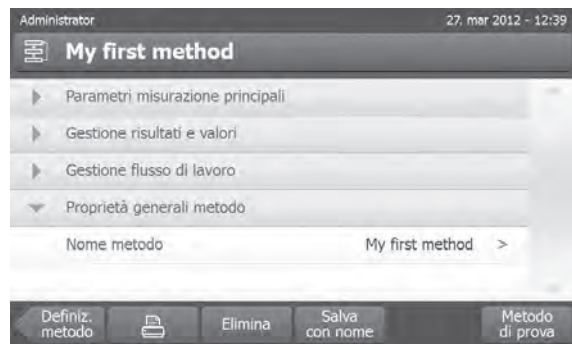 Administrator 27. mar 2012 - 12:39
My first method
Parametri misurazione principali
Gestione risultati e valori
Gestione flusso di lavoro
Proprietà generali metodo
Nome metodo My first method >
Definiz. metodo
Elimina
Salva con nome
Metodo di prova